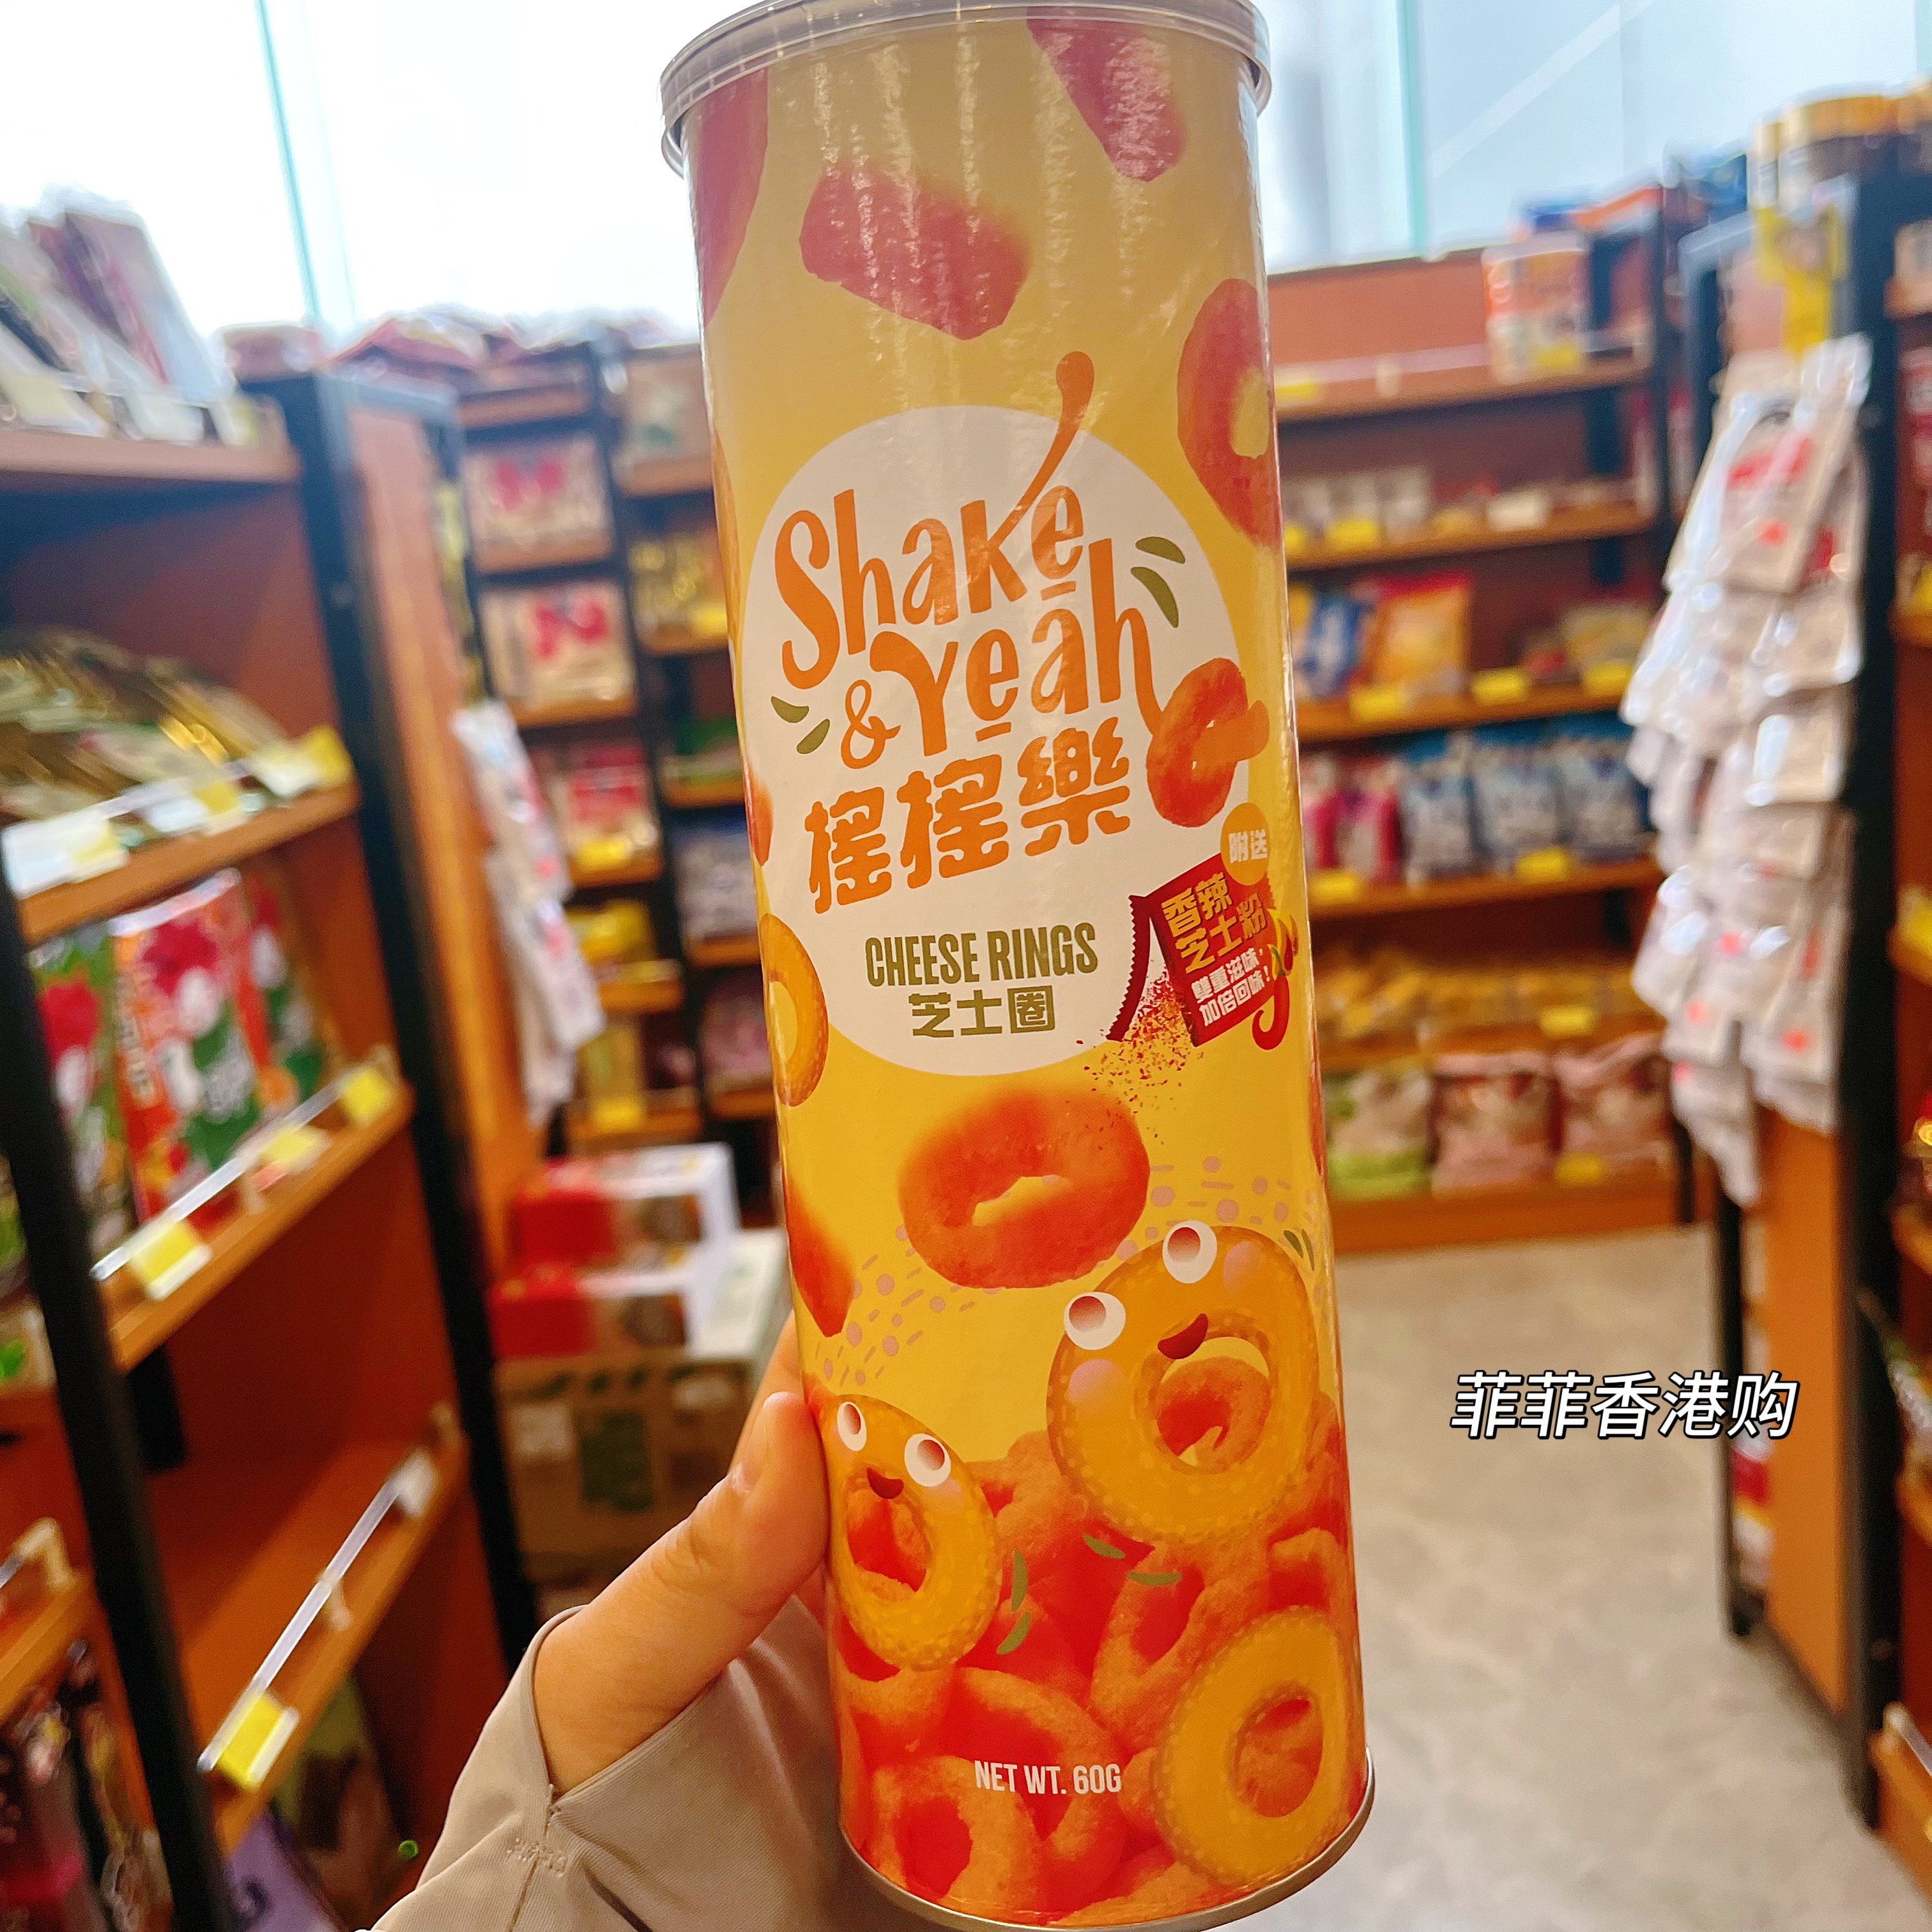 Shake
& Yeah
搖搖樂
附送
香辣
芝士粉
雙重滋味，
加倍回味！
CHEESE RINGS
芝士圈
NET WT. 60G
菲菲香港购